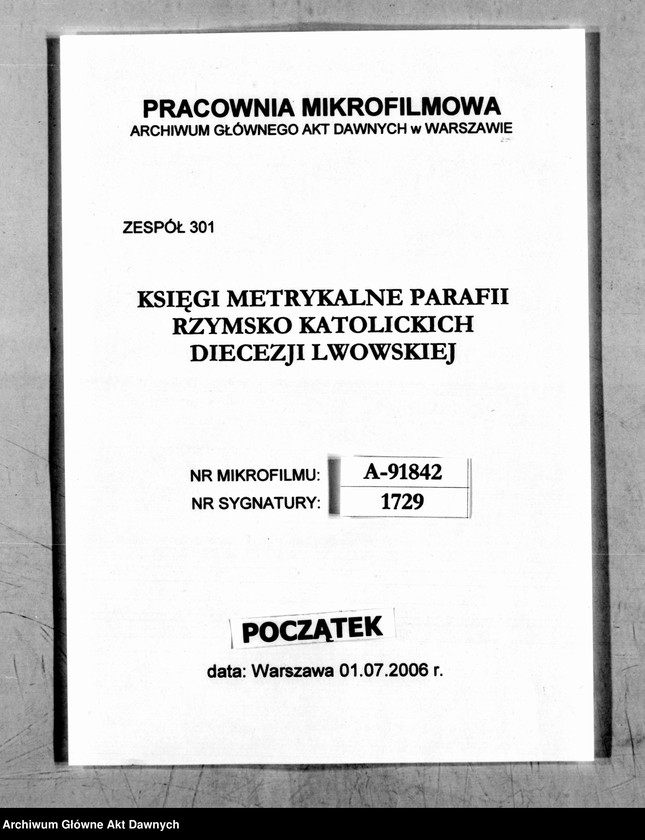 PRACOWNIA MIKROFILMOWA
ARCHIWUM GŁÓWNEGO AKT DAWNYCH w WARSZAWIE
ZESPÓŁ 301
KSIĘGI METRYKALNE PARAFII
RZYMSKO KATOLICKICH
DIECEZJI LWOWSKIEJ
NR MIKROFILMU: A-91842
NR SYGNATURY: 1729
POCZĄTEK
data: Warszawa 01.07.2006 r.
Archiwum Główne Akt Dawnych